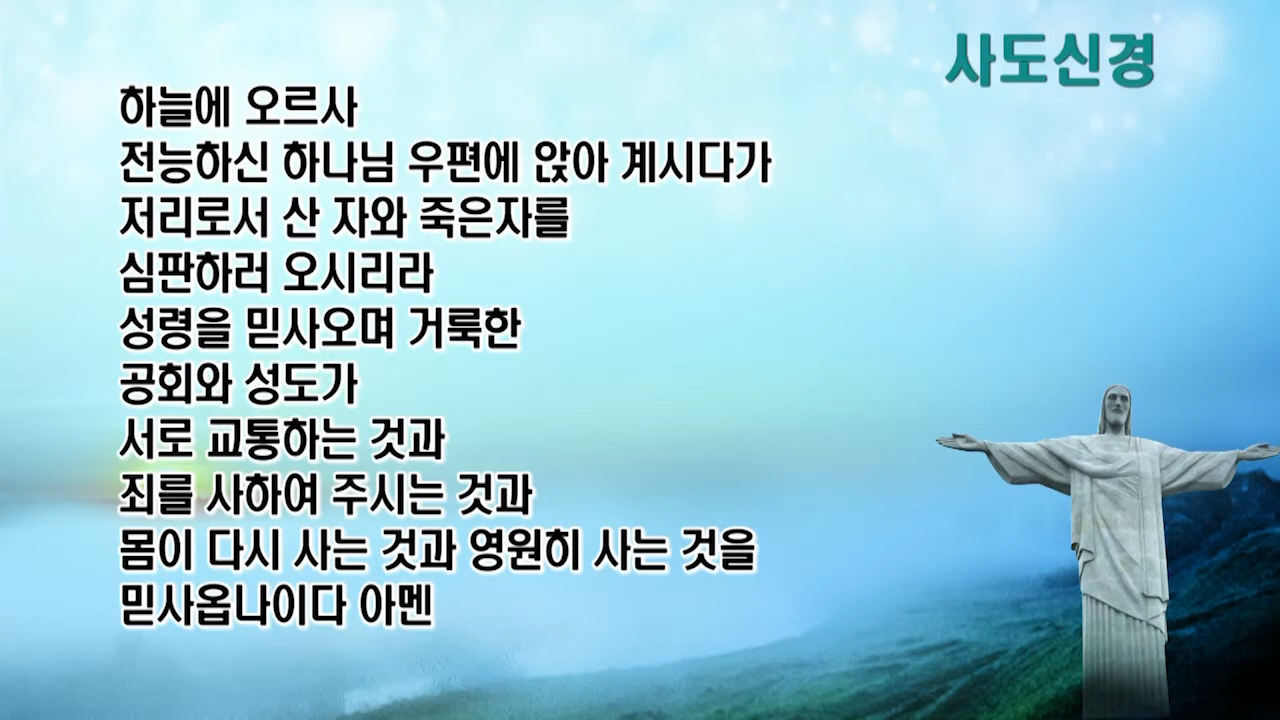 사도신경
하늘에 오르사
전능하신 하나님 우편에 앉아 계시다가
저리로서 산 자와 죽은자를
심판하러 오시리라
성령을 믿사오며 거룩한
공회와 성도가
서로 교통하는 것과
죄를 사하여 주시는 것과
몸이 다시 사는 것과 영원히 사는 것을
믿사옵나이다 아멘